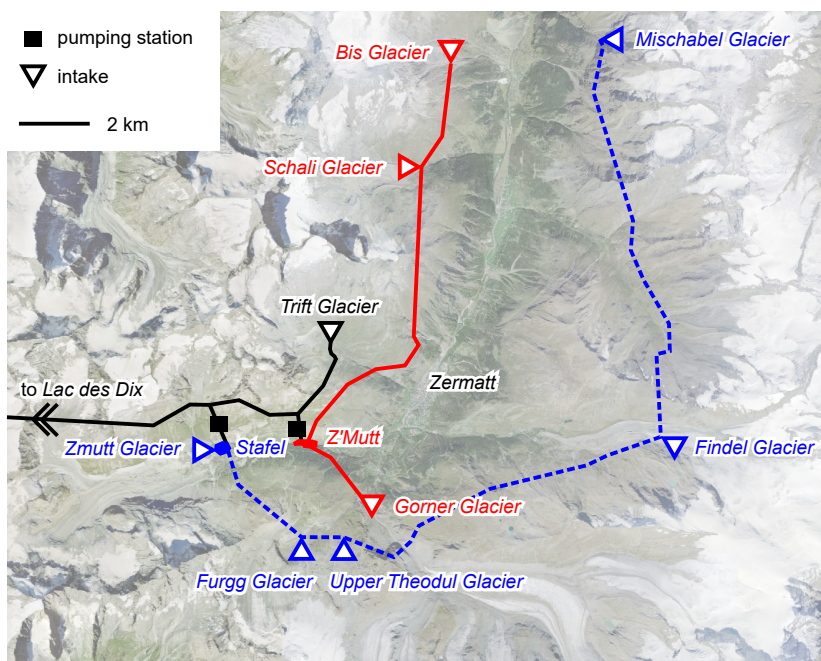 pumping station
intake
2 km
Bis Glacier
Mischabel Glacier
Schali Glacier
Trift Glacier
Zermatt
to Lac des Dix
Zmutt Glacier
Stafel
Z'Mutt
Findel Glacier
Gorner Glacier
Furgg Glacier
Upper Theodul Glacier